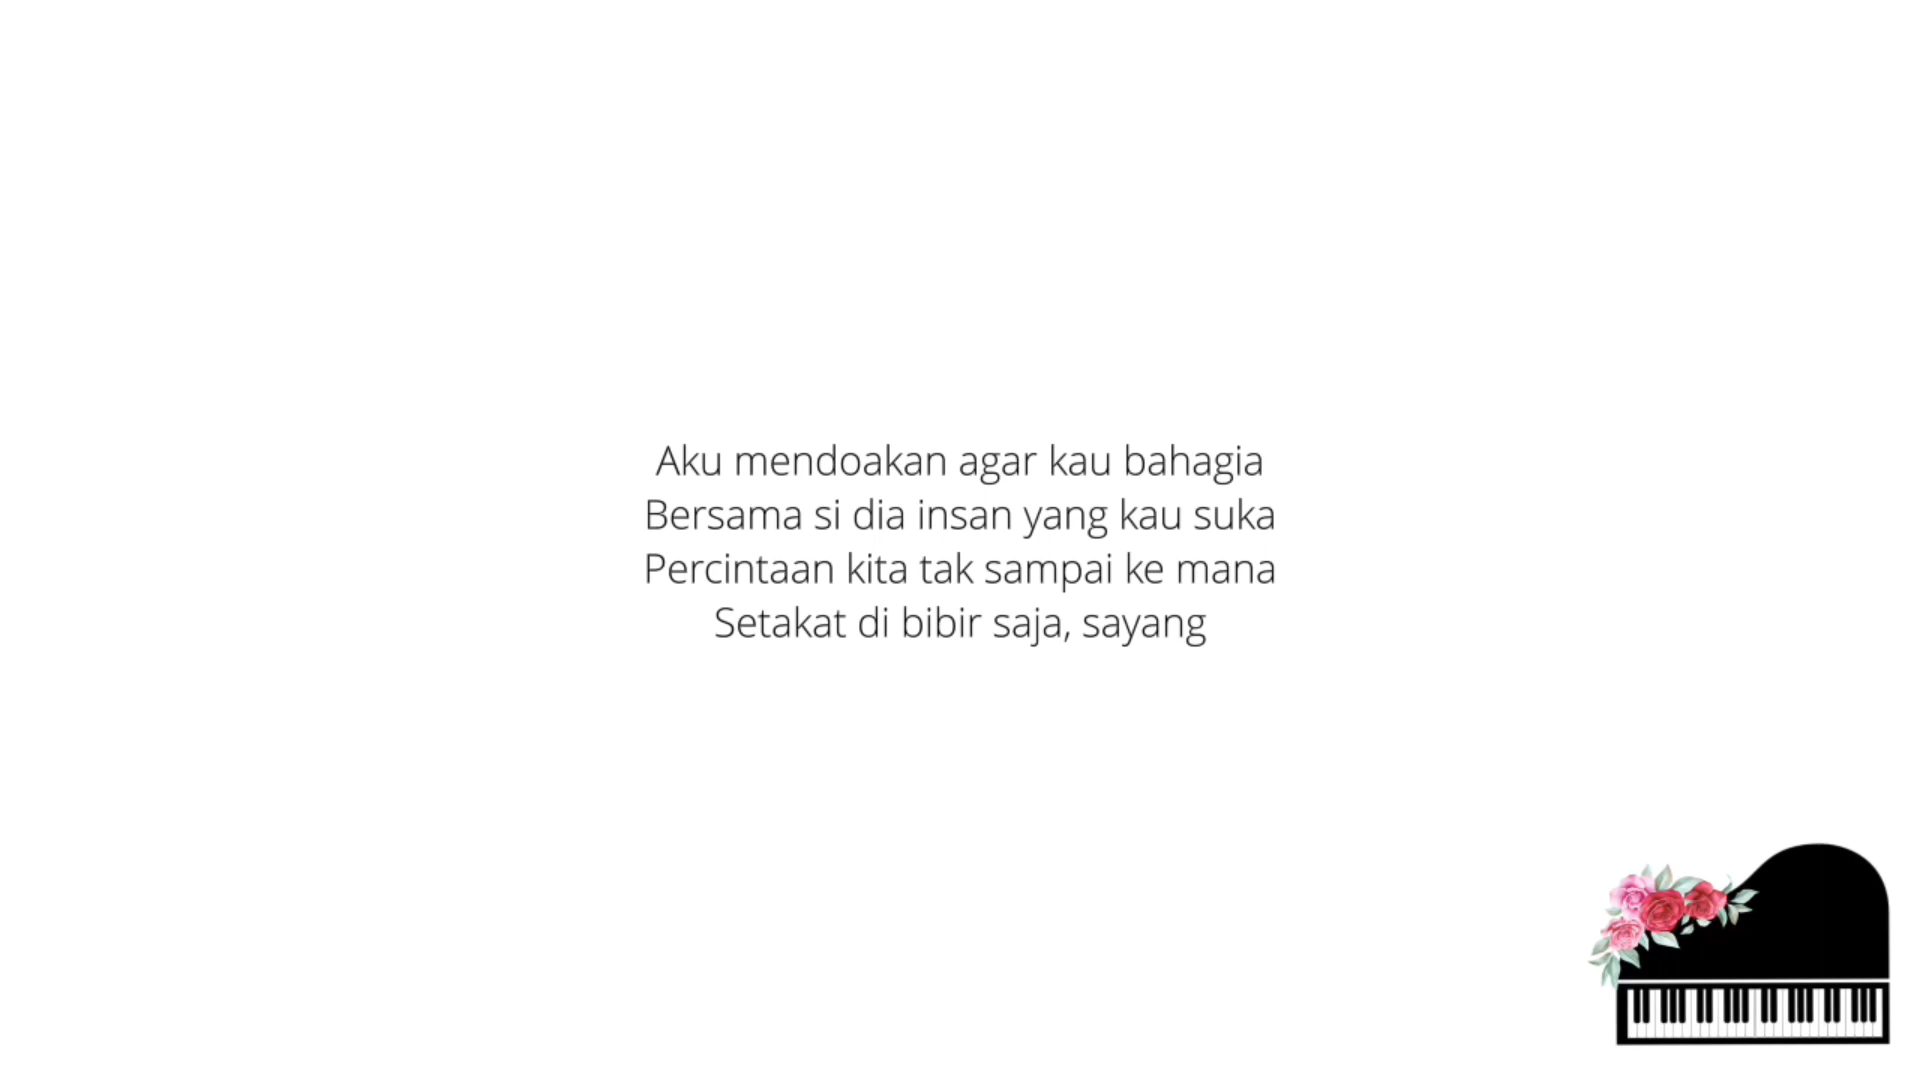 Aku mendoakan agar kau bahagia
Bersama si dia insan yang kau suka
Percintaan kita tak sampai ke mana
Setakat di bibir saja, sayang